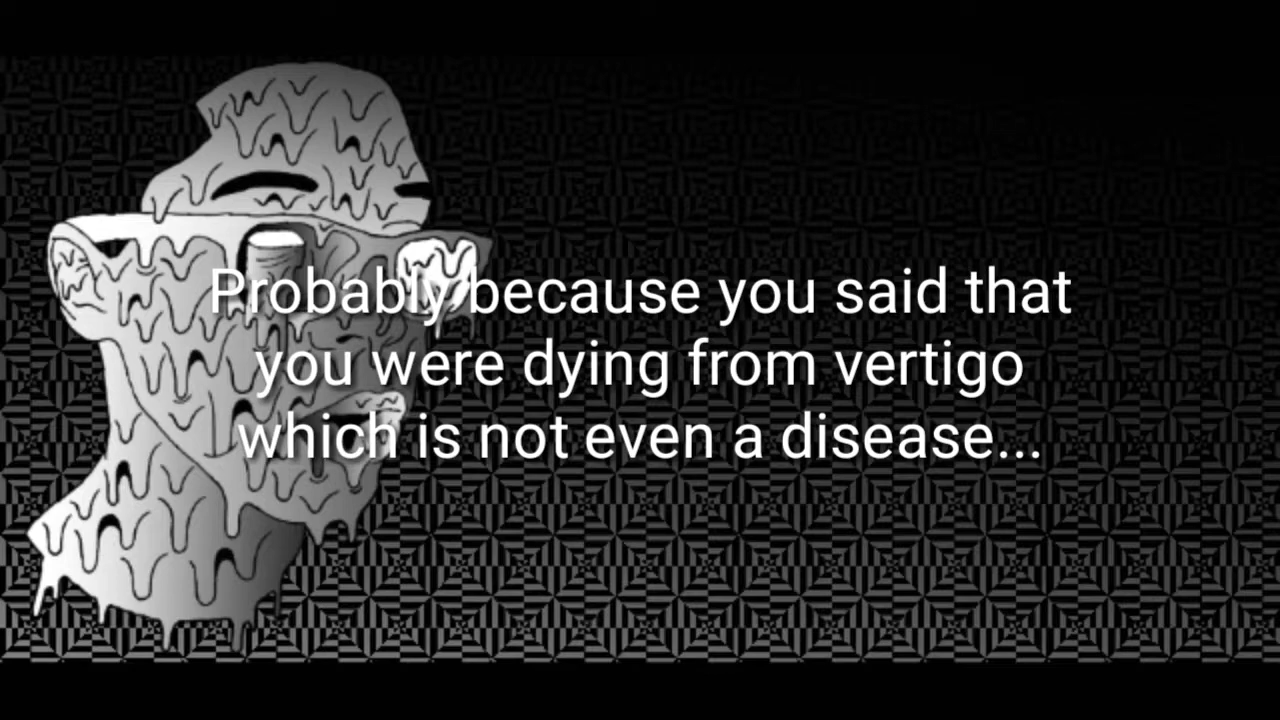 Probably because you said that
you were dying from vertigo
which is not even a disease...